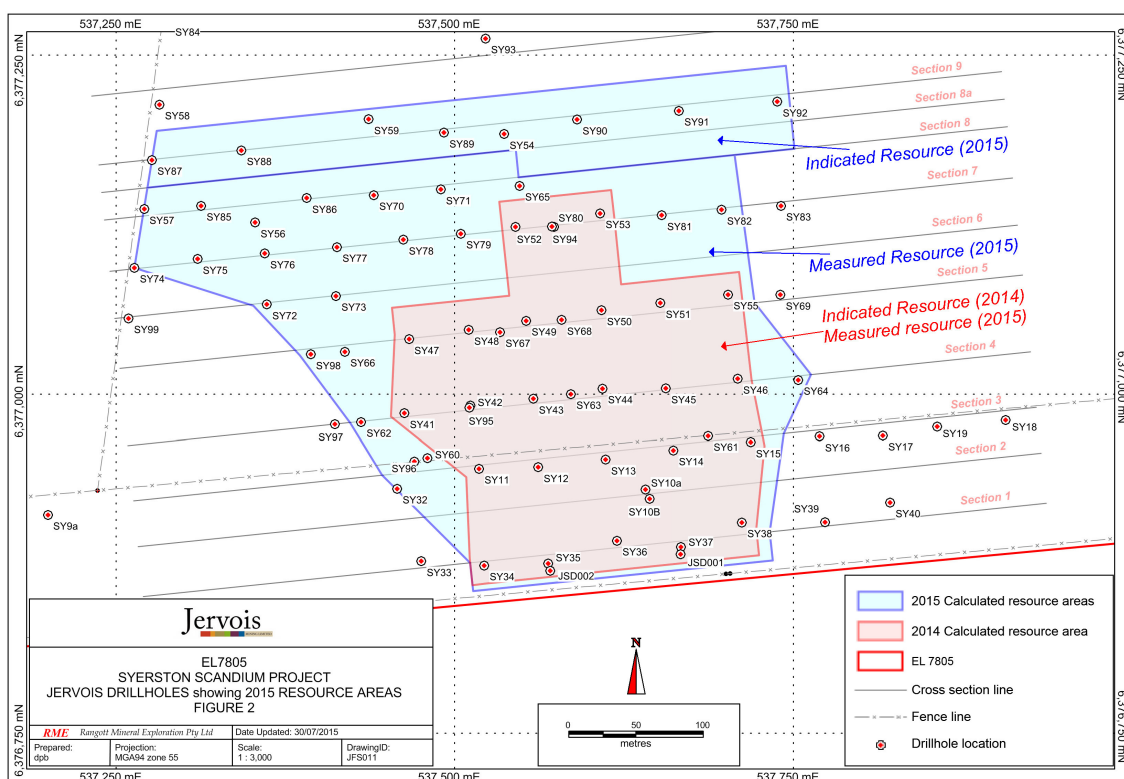 537,250 mE
537,500 mE
537,750 mE
6,377,250 mN
6,377,250 mN
SY84
SY93
SY58
SY59
SY89
SY54
SY90
SY91
SY92
Section 9
Section 8a
Section 8
Indicated Resource (2015)
SY87
SY88
SY57
SY85
SY86
SY70
SY71
SY65
Section 7
SY56
SY52
SY80
SY94
SY53
SY81
SY82
SY83
Section 6
SY74
SY75
SY76
SY77
SY78
SY79
Measured Resource (2015)
Section 5
SY99
SY72
SY73
SY48
SY67
SY49
SY68
SY50
SY51
SY55
SY69
Indicated Resource (2014)
Measured resource (2015)
SY98
SY66
SY47
Section 4
6,377,000 mN
6,377,000 mN
SY97
SY62
SY41
SY42
SY95
SY43
SY63
SY44
SY45
SY46
SY64
Section 3
SY96
SY60
SY11
SY12
SY13
SY14
SY61
SY15
SY16
SY17
SY19
SY18
Section 2
SY9a
SY32
SY10a
SY10B
SY38
SY39
SY40
Section 1
SY33
SY34
SY35
JSD002
SY36
SY37
JSD001
Jervois
EL7805
SYERSTON SCANDIUM PROJECT
JERVOIS DRILLHOLES showing 2015 RESOURCE AREAS
FIGURE 2
RME Rangott Mineral Exploration Pty Ltd
Date Updated: 30/07/2015
Prepared:
dpb
Projection:
MGA94 zone 55
Scale:
1 : 3,000
DrawingID:
JFS011
N
0 50 100
metres
2015 Calculated resource areas
2014 Calculated resource area
EL 7805
Cross section line
Fence line
Drillhole location
6,376,750 mN
6,376,750 mN
537,250 mE
537,500 mE
537,750 mE